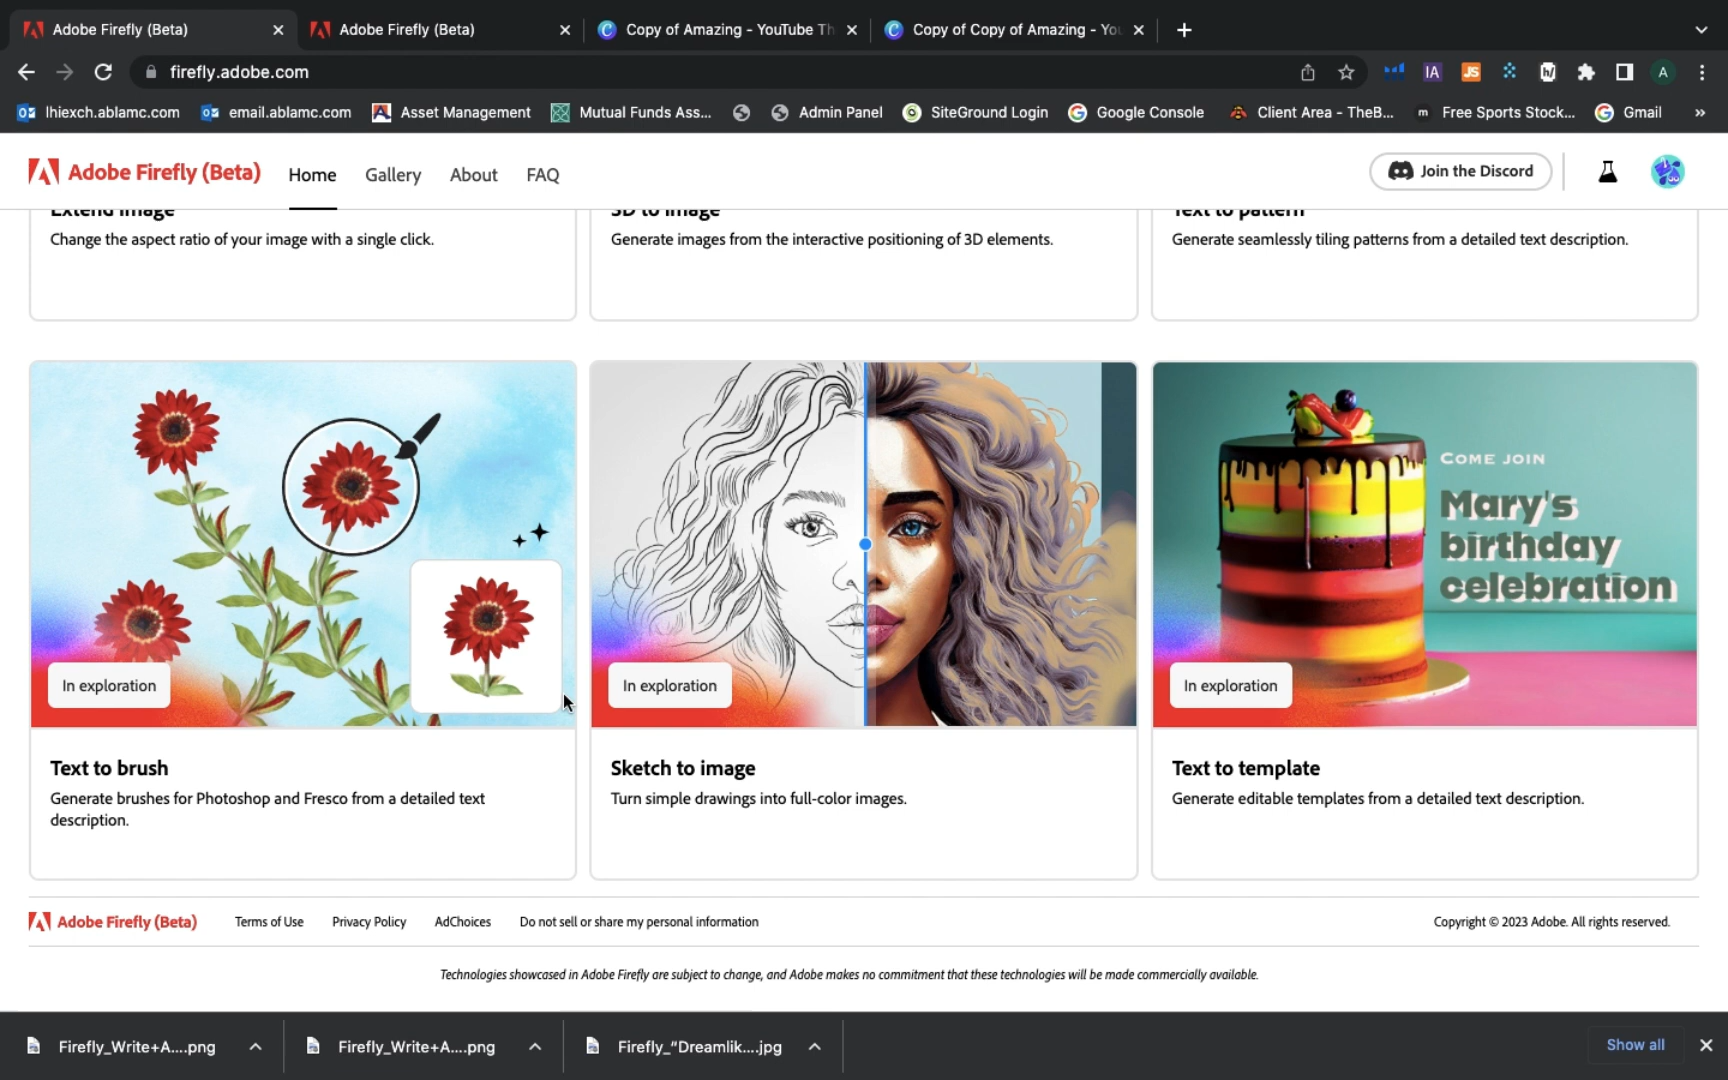 Adobe Firefly (Beta)
Adobe Firefly (Beta)
Copy of Amazing - YouTube Th
Copy of Copy of Amazing - You
firefly.adobe.com
lhiexch.ablamc.com
email.ablamc.com
Asset Management
Mutual Funds Ass...
Admin Panel
SiteGround Login
Google Console
Client Area - TheB...
Free Sports Stock...
Gmail
Adobe Firefly (Beta)
Home
Gallery
About
FAQ
Join the Discord
Extend image
Change the aspect ratio of your image with a single click.
3D to image
Generate images from the interactive positioning of 3D elements.
Text to pattern
Generate seamlessly tiling patterns from a detailed text description.
In exploration
Text to brush
Generate brushes for Photoshop and Fresco from a detailed text
description.
In exploration
Sketch to image
Turn simple drawings into full-color images.
COME JOIN
Mary's
birthday
celebration
In exploration
Text to template
Generate editable templates from a detailed text description.
Adobe Firefly (Beta)
Terms of Use
Privacy Policy
AdChoices
Do not sell or share my personal information
Copyright © 2023 Adobe. All rights reserved.
Technologies showcased in Adobe Firefly are subject to change, and Adobe makes no commitment that these technologies will be made commercially available.
Firefly_Write+A....png
Firefly_Write+A....png
Firefly_"Dreamlik....jpg
Show all